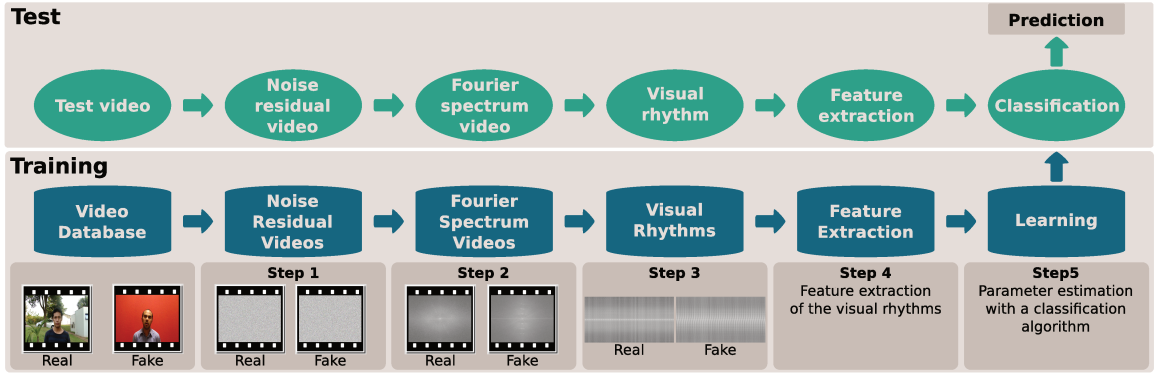 Test
Prediction
Test video
Noise
residual
video
Fourier
spectrum
video
Visual
rhythm
Feature
extraction
Classification
Training
Video
Database
Noise
Residual
Videos
Fourier
Spectrum
Videos
Visual
Rhythms
Feature
Extraction
Learning
Real
Fake
Step 1
Real
Fake
Step 2
Real
Fake
Step 3
Real
Fake
Step 4
Feature extraction
of the visual rhythms
Step5
Parameter estimation
with a classification
algorithm